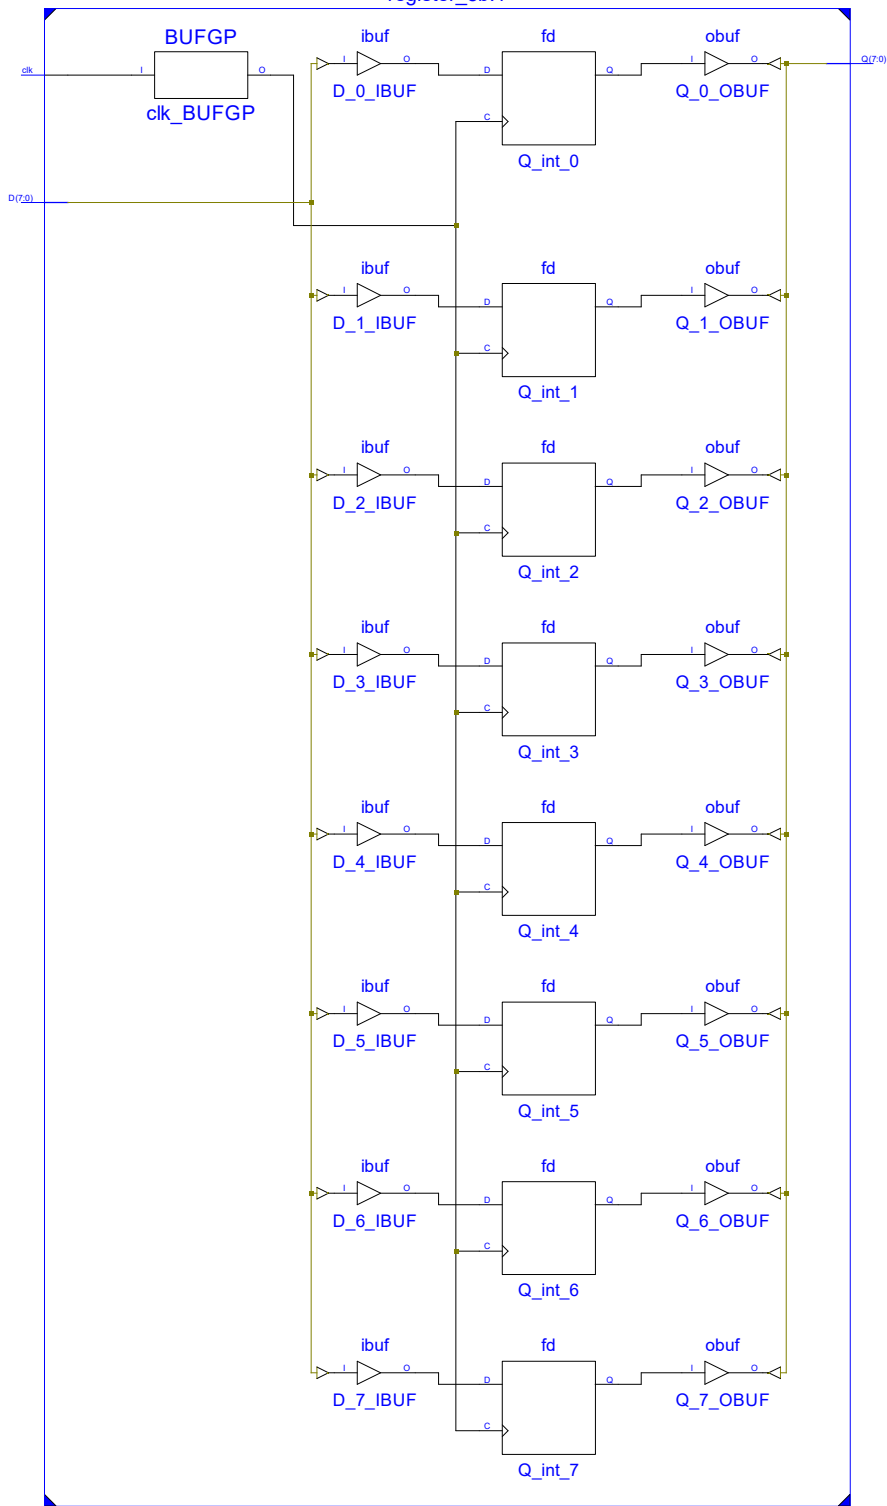 BUFGP
clk I O
clk_BUFGP
ibuf fd obuf
I O D Q I O Q(7:0)
D_0_IBUF Q_0_OBUF
C
Q_int_0
D(7:0)
ibuf fd obuf
I O D Q I O
D_1_IBUF Q_1_OBUF
C
Q_int_1
ibuf fd obuf
I O D Q I O
D_2_IBUF Q_2_OBUF
C
Q_int_2
ibuf fd obuf
I O D Q I O
D_3_IBUF Q_3_OBUF
C
Q_int_3
ibuf fd obuf
I O D Q I O
D_4_IBUF Q_4_OBUF
C
Q_int_4
ibuf fd obuf
I O D Q I O
D_5_IBUF Q_5_OBUF
C
Q_int_5
ibuf fd obuf
I O D Q I O
D_6_IBUF Q_6_OBUF
C
Q_int_6
ibuf fd obuf
I O D Q I O
D_7_IBUF Q_7_OBUF
C
Q_int_7